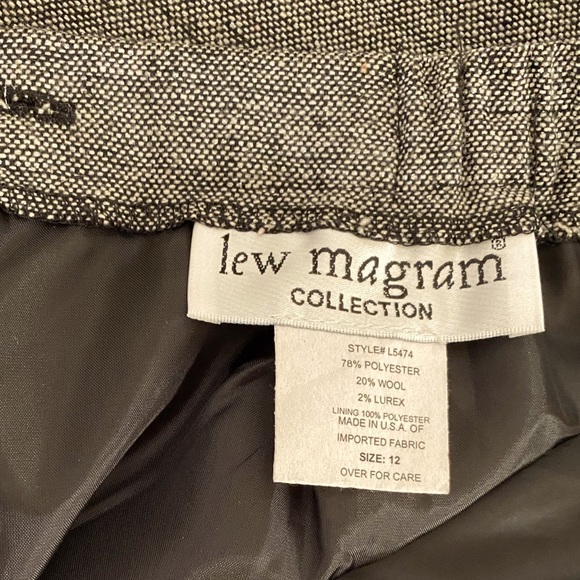 lew magram®
COLLECTION
STYLE# L5474
78% POLYESTER
20% WOOL
2% LUREX
LINING 100% POLYESTER
MADE IN U.S.A. OF
IMPORTED FABRIC
SIZE: 12
OVER FOR CARE